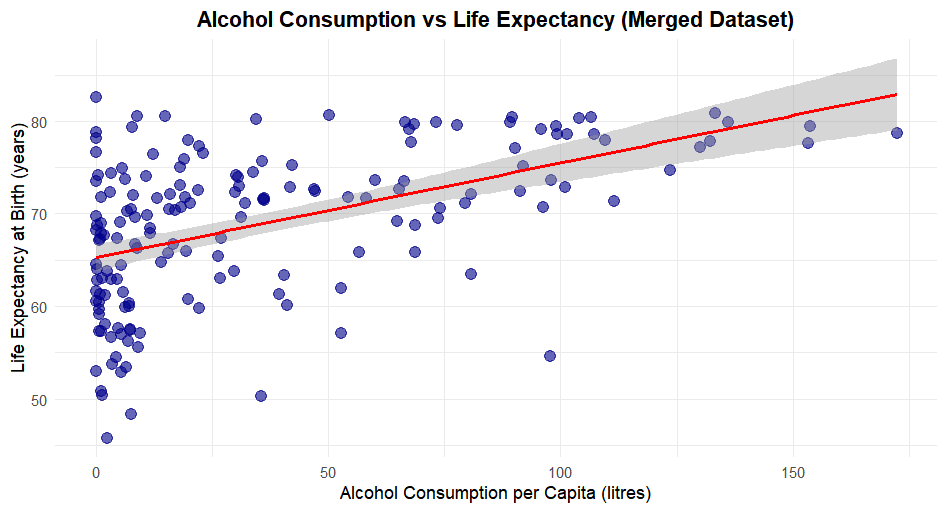 Alcohol Consumption vs Life Expectancy (Merged Dataset)
Life Expectancy at Birth (years)
80
70
60
50
0 50 100 150
Alcohol Consumption per Capita (litres)